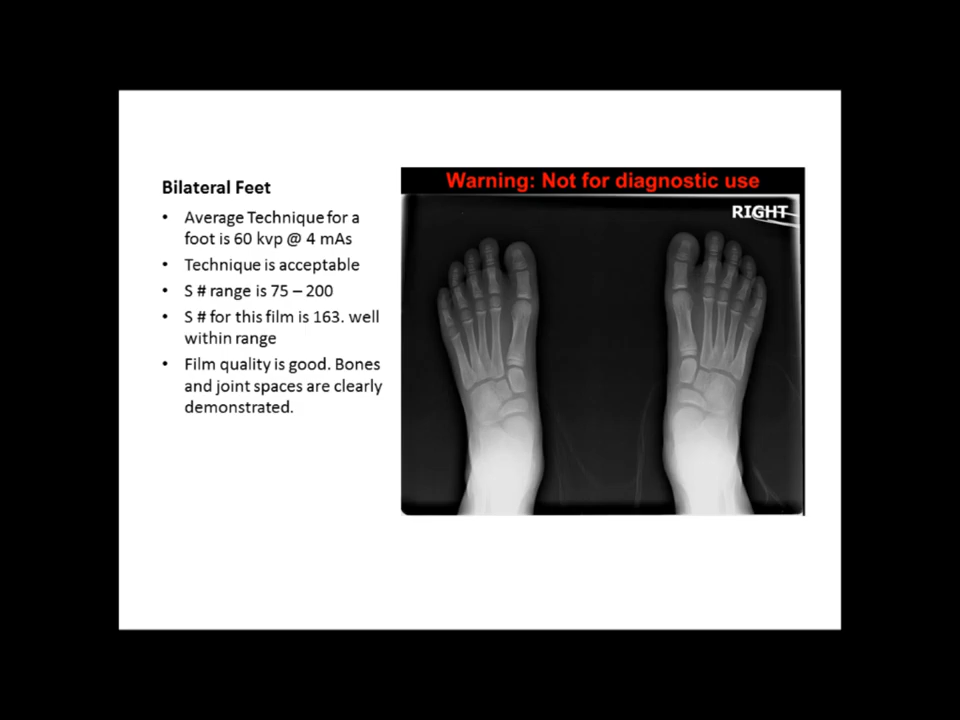 Bilateral Feet
• Average Technique for a
foot is 60 kvp @ 4 mAs
• Technique is acceptable
• S # range is 75 – 200
• S # for this film is 163. well
within range
• Film quality is good. Bones
and joint spaces are clearly
demonstrated.
Warning: Not for diagnostic use
RIGHT